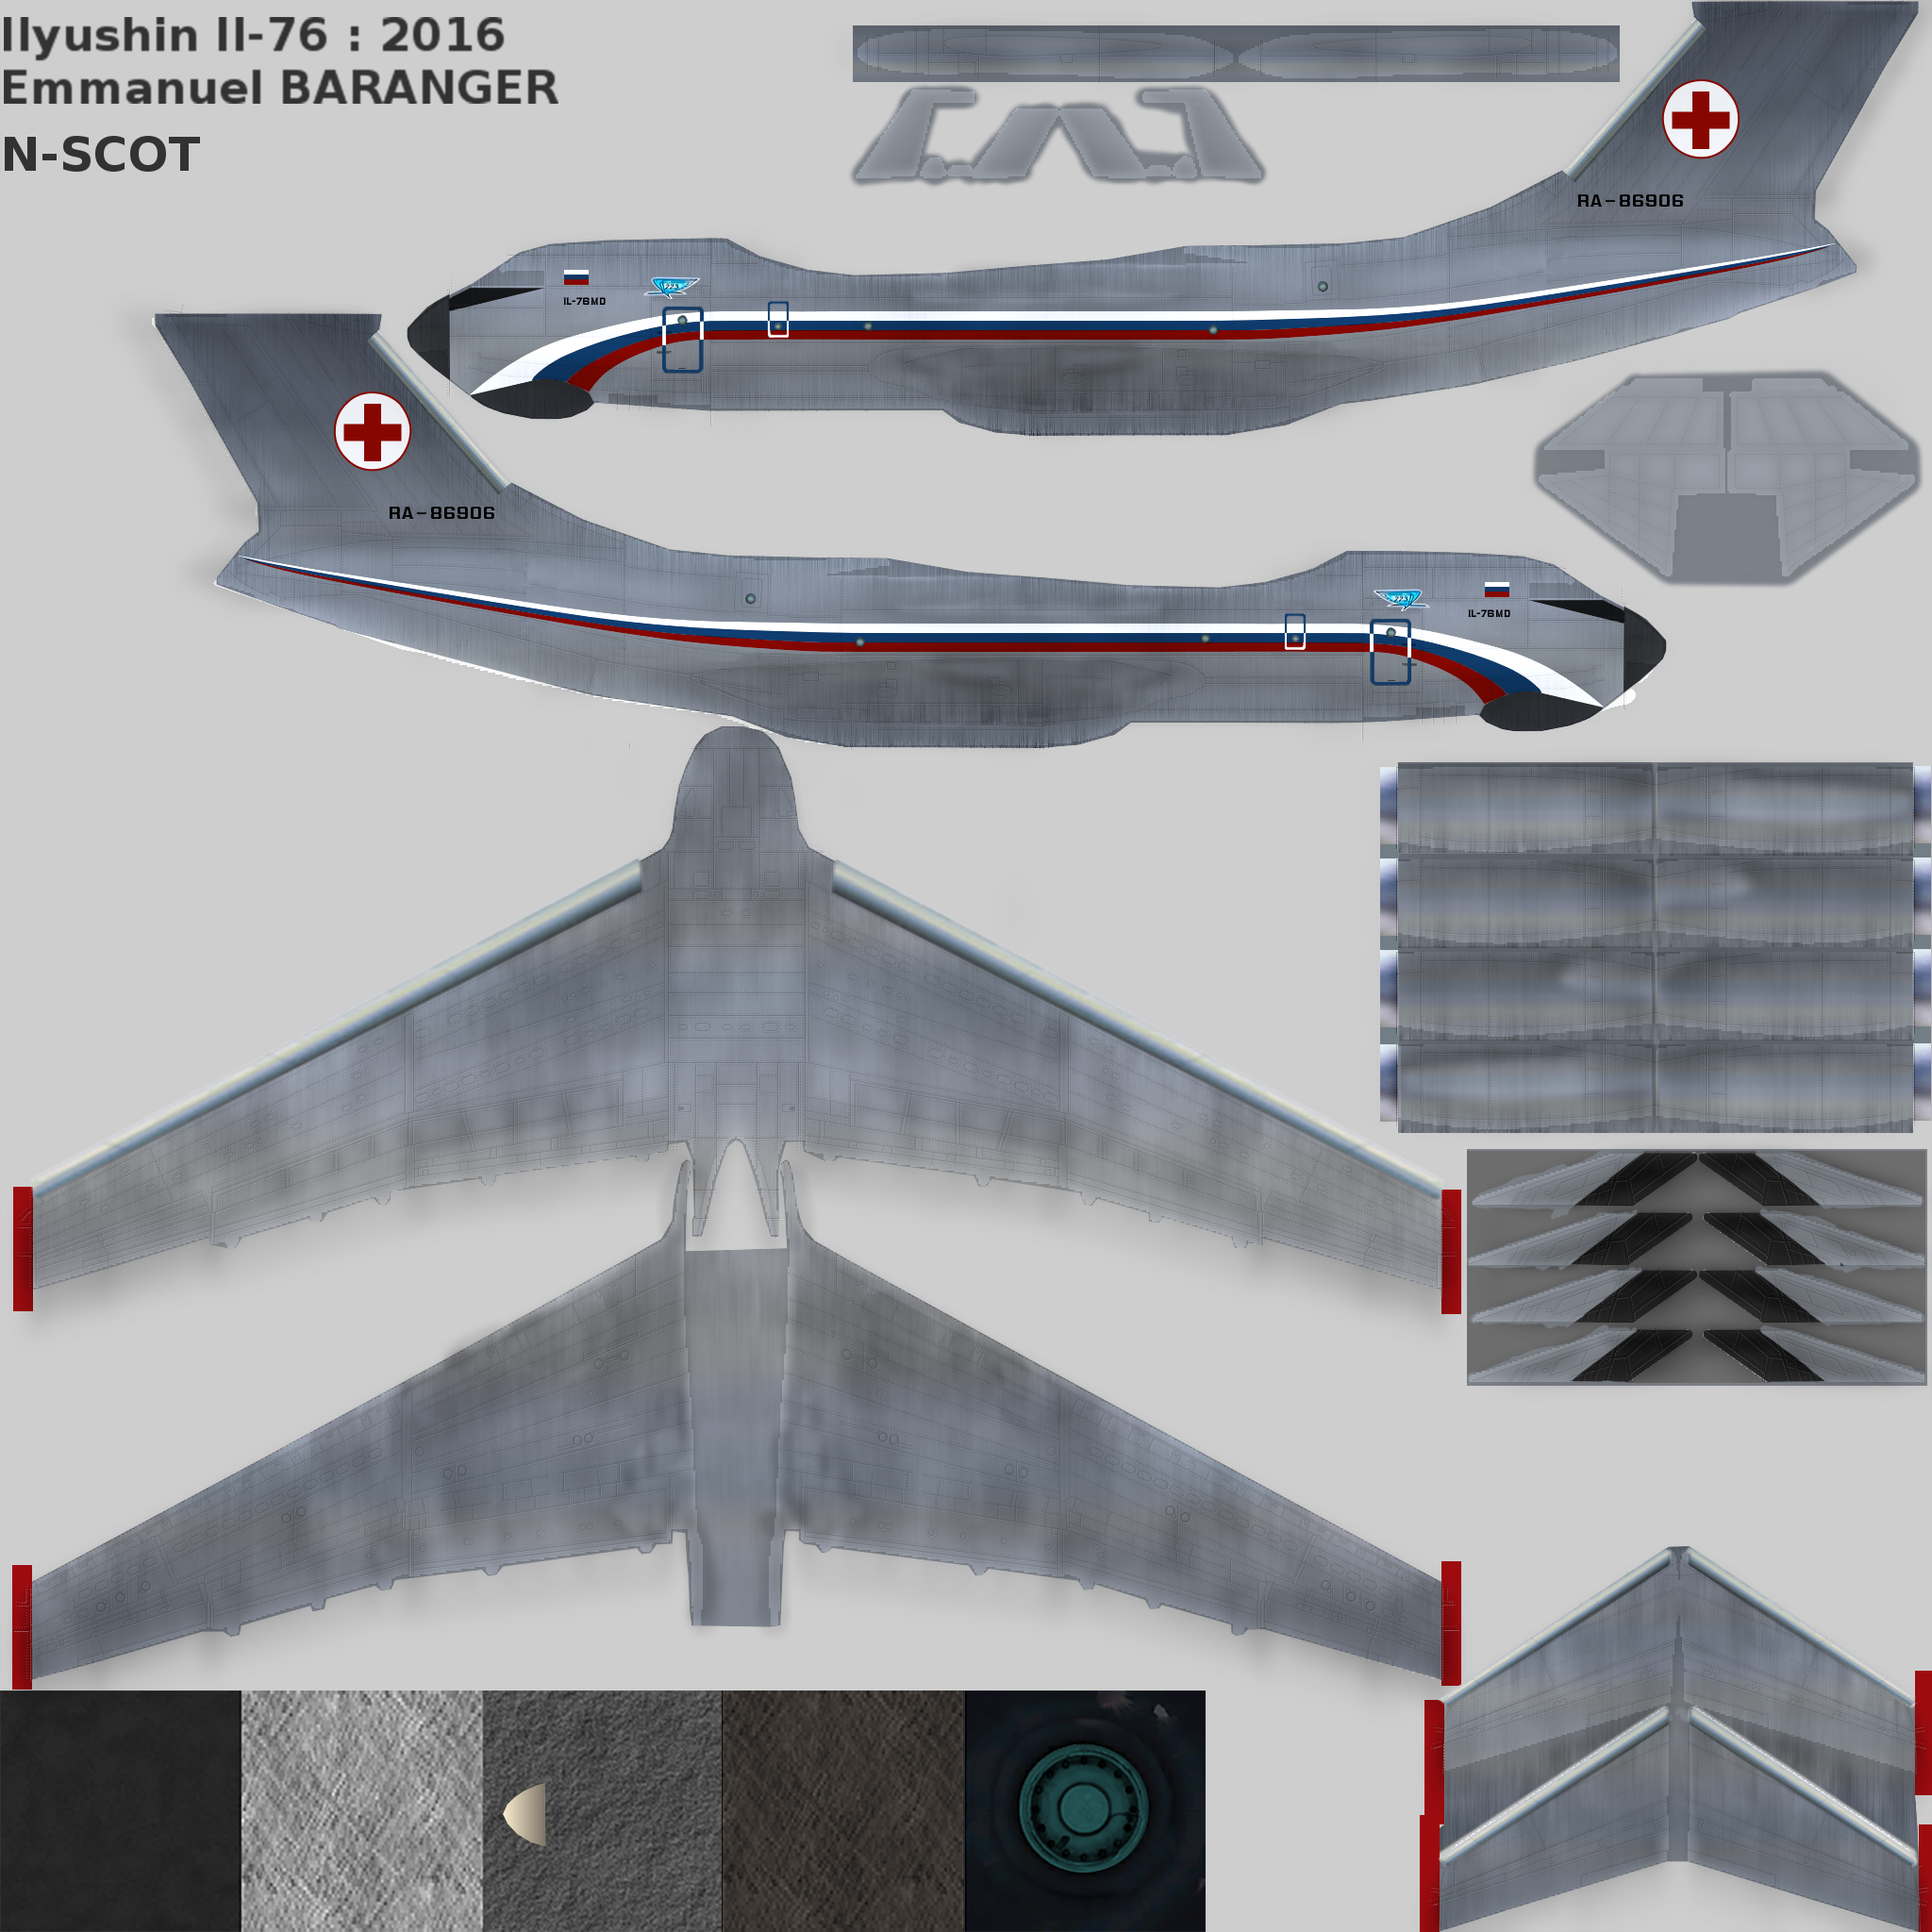 Ilyushin Il-76 : 2016
Emmanuel BARANGER
N-SCOT
RA-86906
IL-76MD
RA-86906
IL-76MD